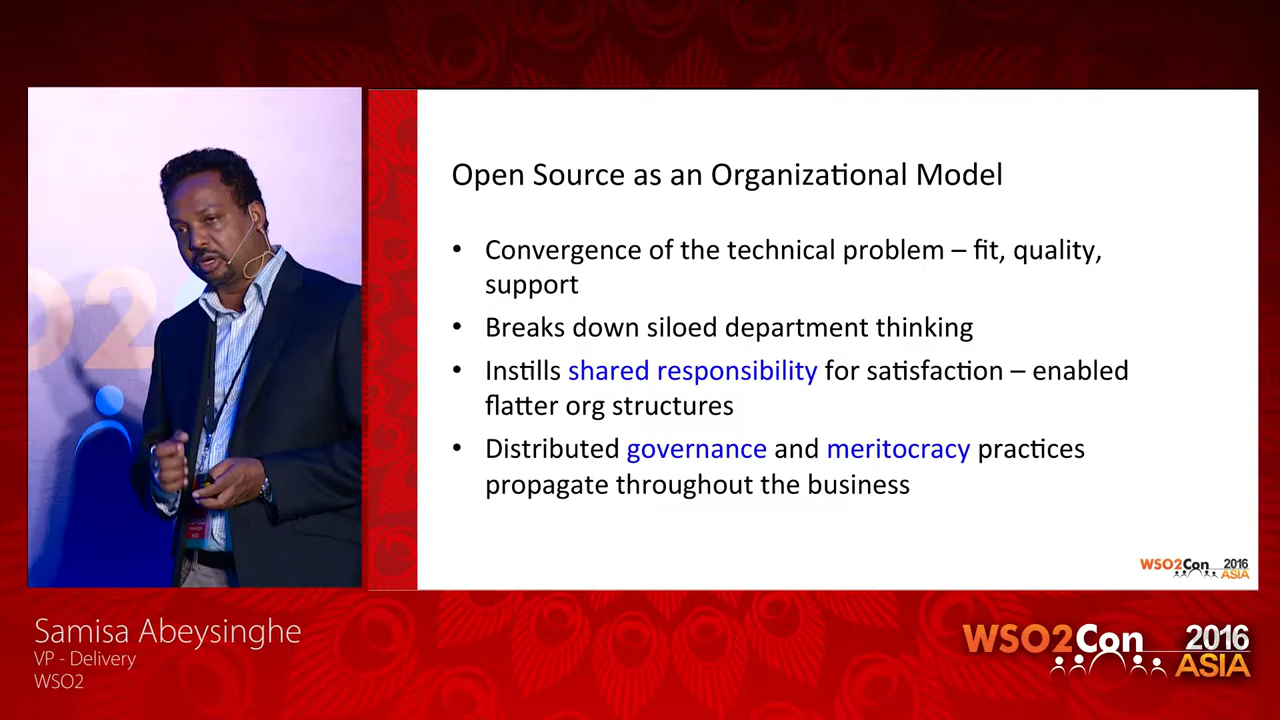 O2
Open Source as an Organizational Model
• Convergence of the technical problem – fit, quality,
support
• Breaks down siloed department thinking
• Instills shared responsibility for satisfaction – enabled
flatter org structures
• Distributed governance and meritocracy practices
propagate throughout the business
WSO2Con 2016
ASIA
Samisa Abeysinghe
VP - Delivery
WSO2
WSO2Con 2016
ASIA